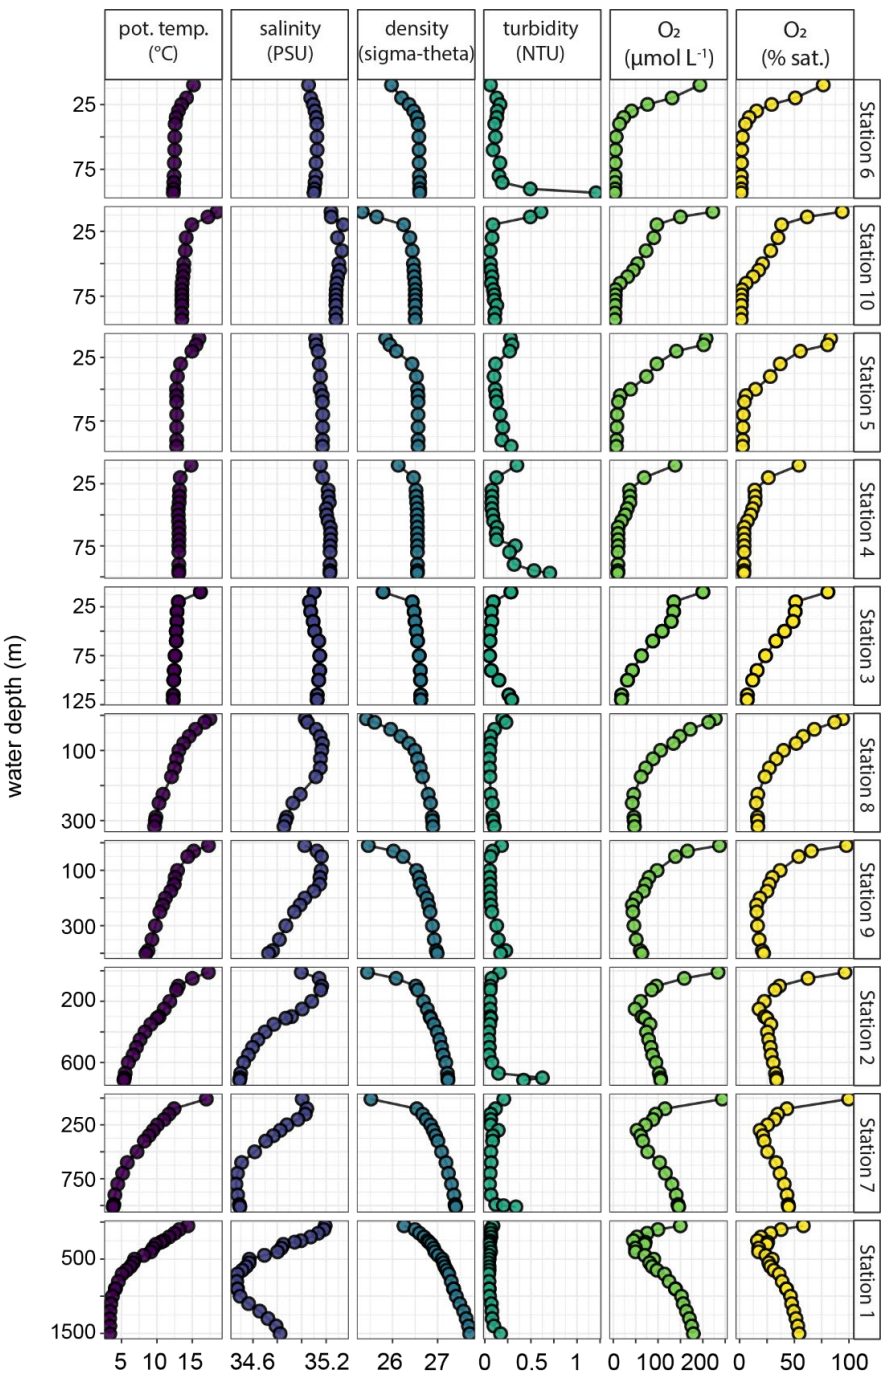 pot. temp.
(°C)
salinity
(PSU)
density
(sigma-theta)
turbidity
(NTU)
O₂
(µmol L⁻¹)
O₂
(% sat.)
water depth (m)
25
75
Station 6
25
75
Station 10
25
75
Station 5
25
75
Station 4
25
75
125
Station 3
100
300
Station 8
100
300
Station 9
200
600
Station 2
250
750
Station 7
500
1500
Station 1
5 10 15
34.6 35.2
26 27
0 0.5 1
0 100 200
0 50 100